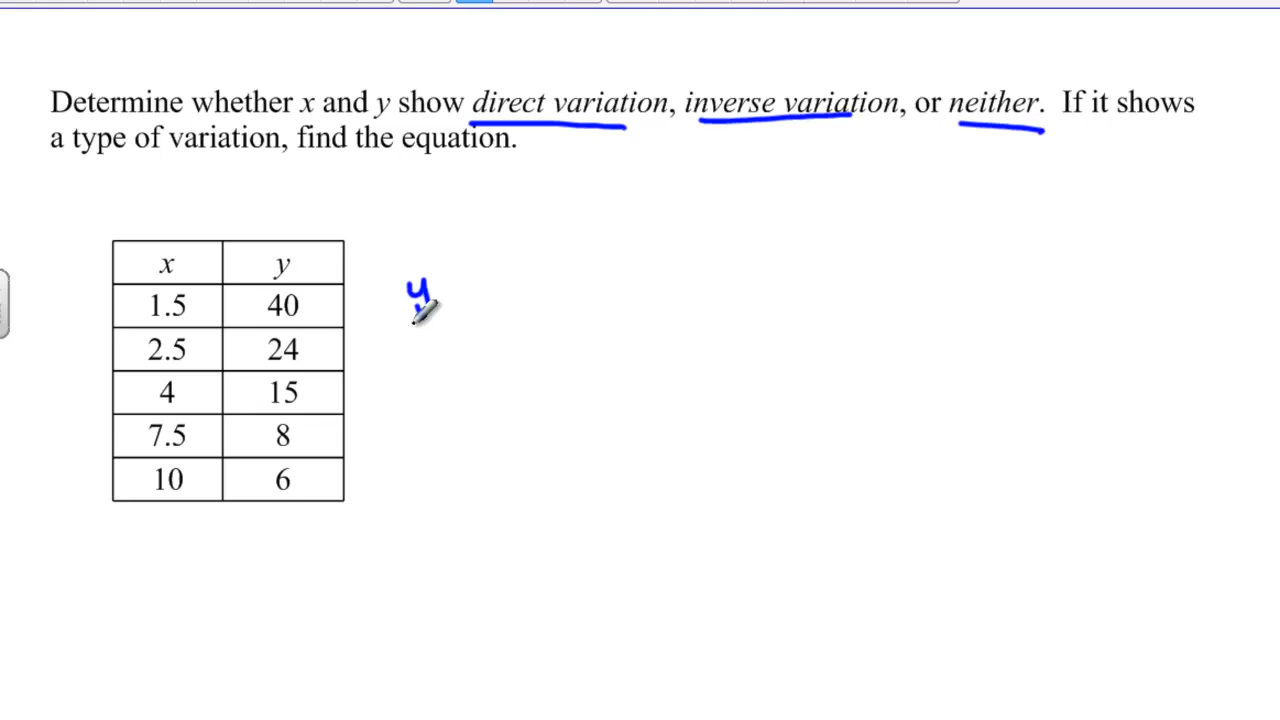 Determine whether x and y show direct variation, inverse variation, or neither. If it shows
a type of variation, find the equation.
x y
1.5 40
2.5 24
4 15
7.5 8
10 6
y